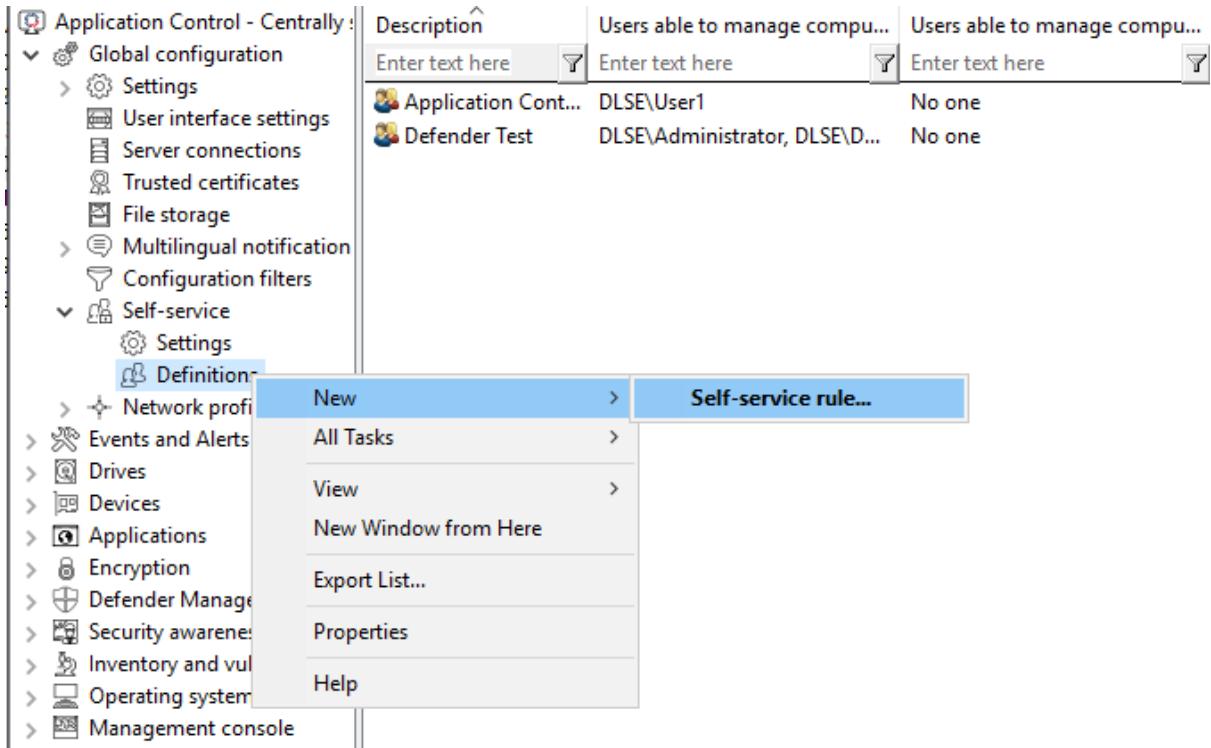 Application Control - Centrally s
Global configuration
Settings
User interface settings
Server connections
Trusted certificates
File storage
Multilingual notification
Configuration filters
Self-service
Settings
Definitions
Network profi
Events and Alerts
Drives
Devices
Applications
Encryption
Defender Manage
Security awarenes
Inventory and vul
Operating system
Management console
Description Users able to manage compu... Users able to manage compu...
Enter text here Enter text here Enter text here
Application Cont... DLSE\User1 No one
Defender Test DLSE\Administrator, DLSE\D... No one
New
Self-service rule...
All Tasks
View
New Window from Here
Export List...
Properties
Help